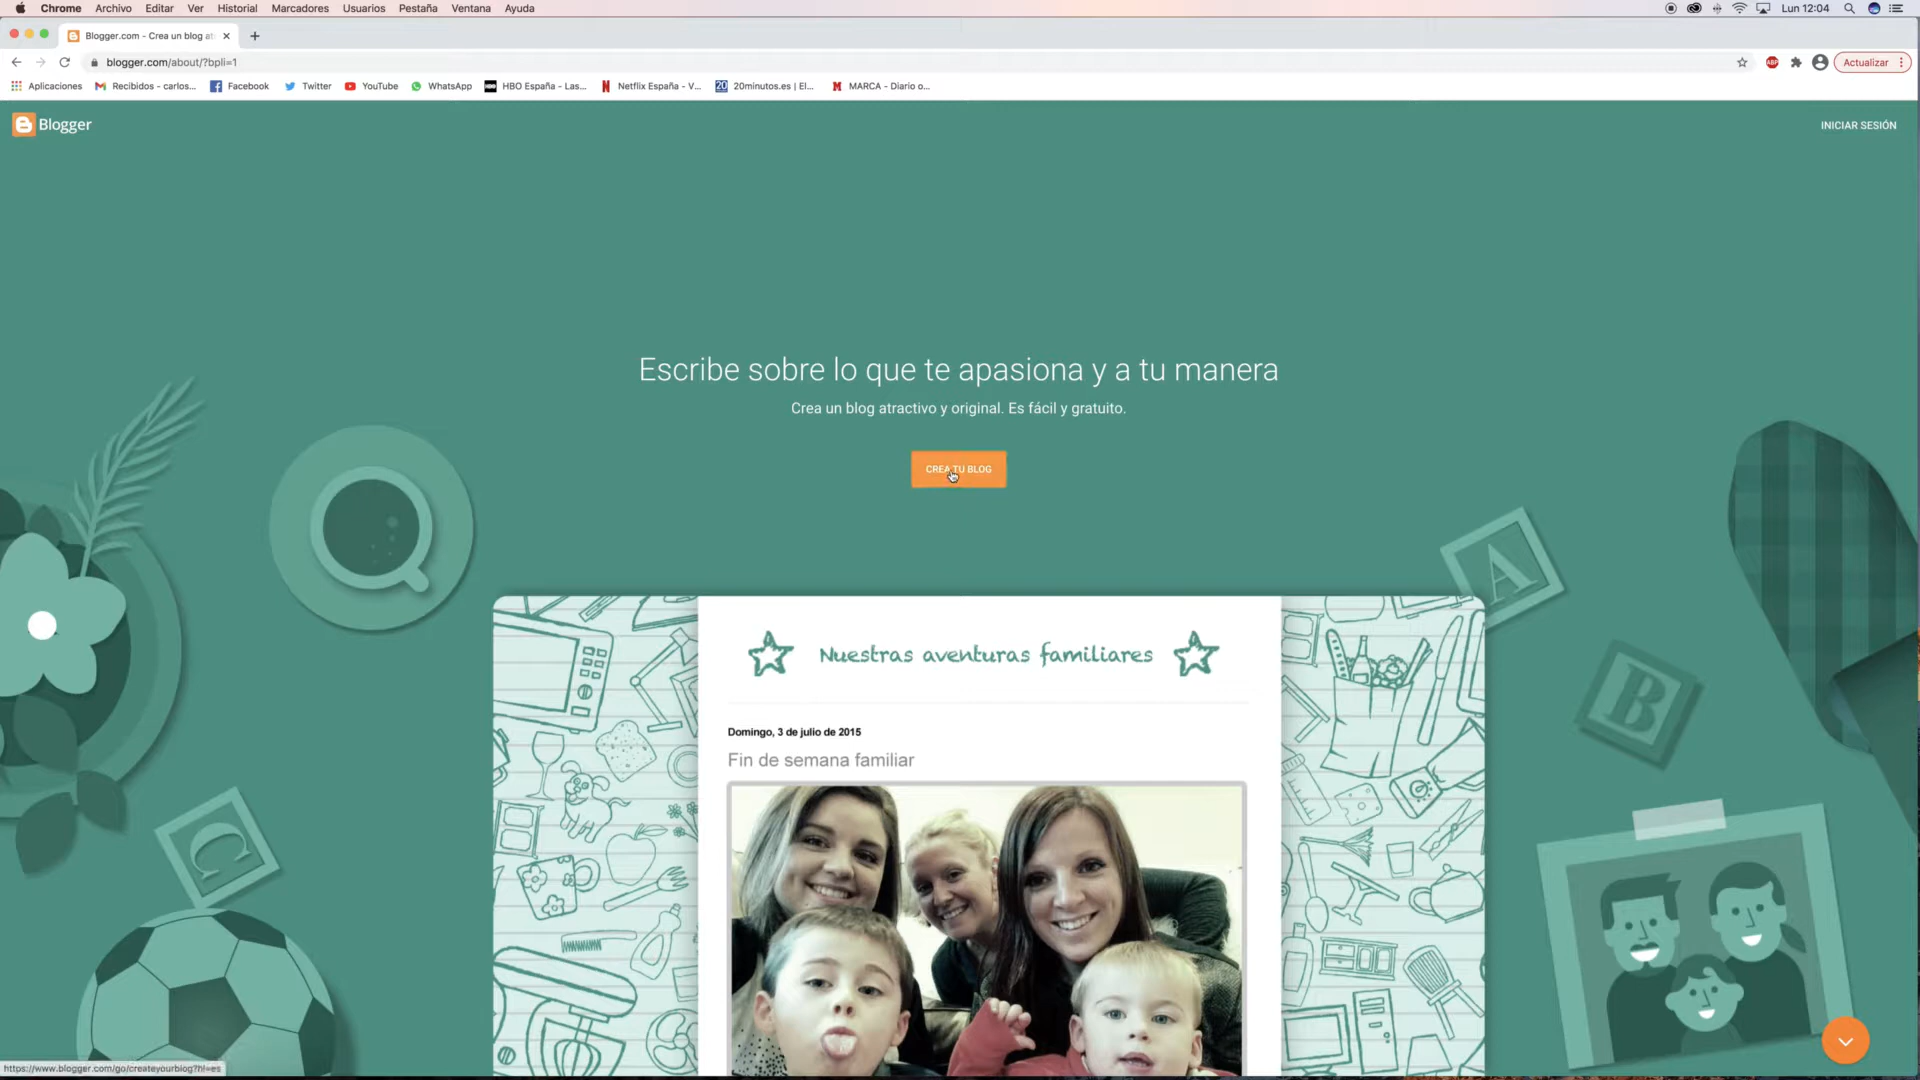 Chrome Archivo Editar Ver Historial Marcadores Usuarios Pestaña Ventana Ayuda Lun 12:04
Blogger.com - Crea un blog at
blogger.com/about/?bpli=1 ABP Actualizar
Aplicaciones Recibidos - carlos... Facebook Twitter YouTube WhatsApp HBO HBO España - Las... Netflix España - V... 20 20minutos.es | El... MARCA - Diario o...
Blogger INICIAR SESIÓN
Escribe sobre lo que te apasiona y a tu manera
Crea un blog atractivo y original. Es fácil y gratuito.
CREA TU BLOG
A
Nuestras aventuras familiares
B
Domingo, 3 de julio de 2015
Fin de semana familiar
C
https://www.blogger.com/go/createyourblog?hl=es